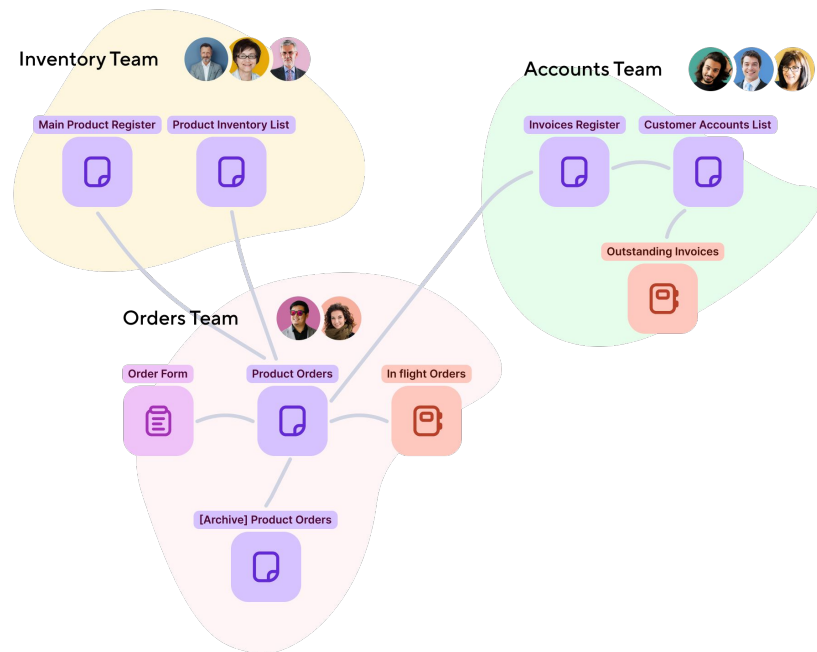 Inventory Team
Accounts Team
Main Product Register
Product Inventory List
Invoices Register
Customer Accounts List
Outstanding Invoices
Orders Team
Order Form
Product Orders
In flight Orders
[Archive] Product Orders